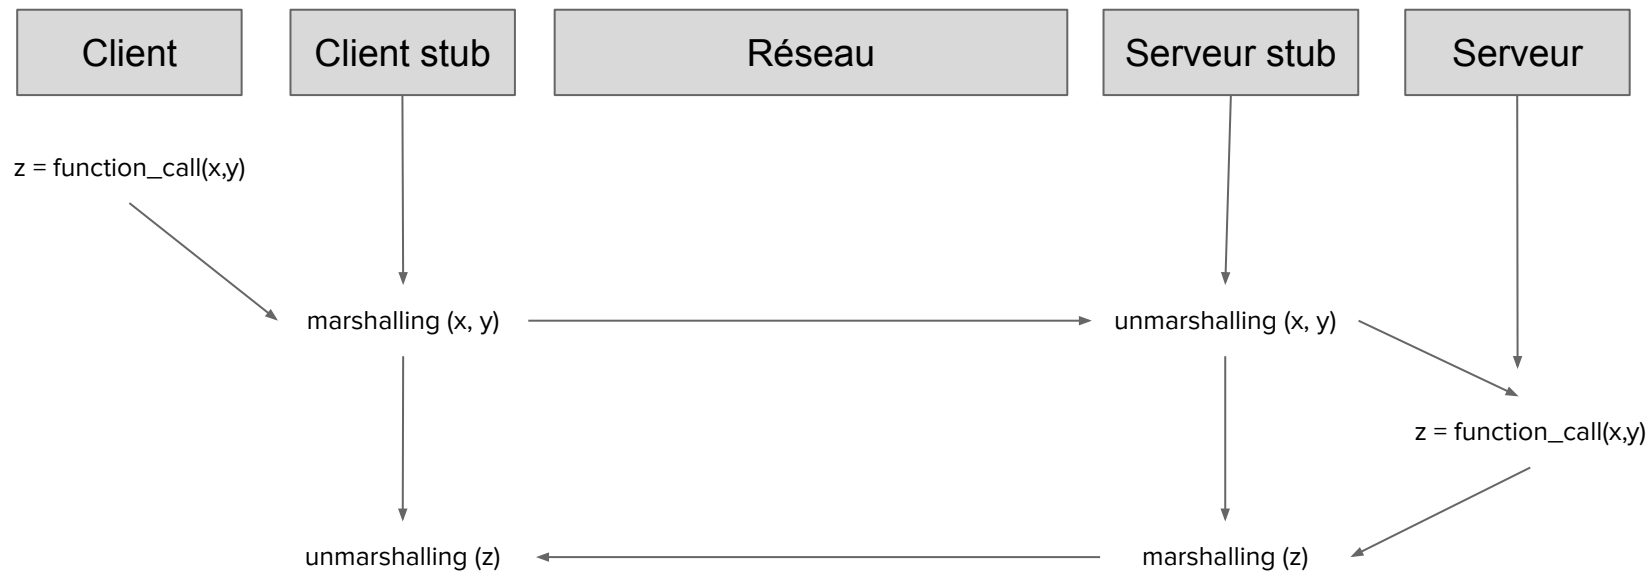 Client
Client stub
Réseau
Serveur stub
Serveur
z = function_call(x,y)
marshalling (x, y)
unmarshalling (x, y)
z = function_call(x,y)
unmarshalling (z)
marshalling (z)